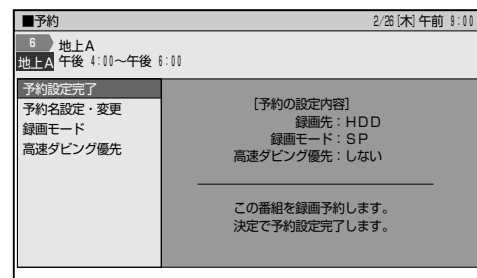 ■予約 2/26[木]午前 9:00
6 地上A
地上A 午後 4:00～午後 6:00
予約設定完了
予約名設定・変更
録画モード
高速ダビング優先
[予約の設定内容]
録画先：HDD
録画モード：SP
高速ダビング優先：しない
この番組を録画予約します。
決定で予約設定完了します。